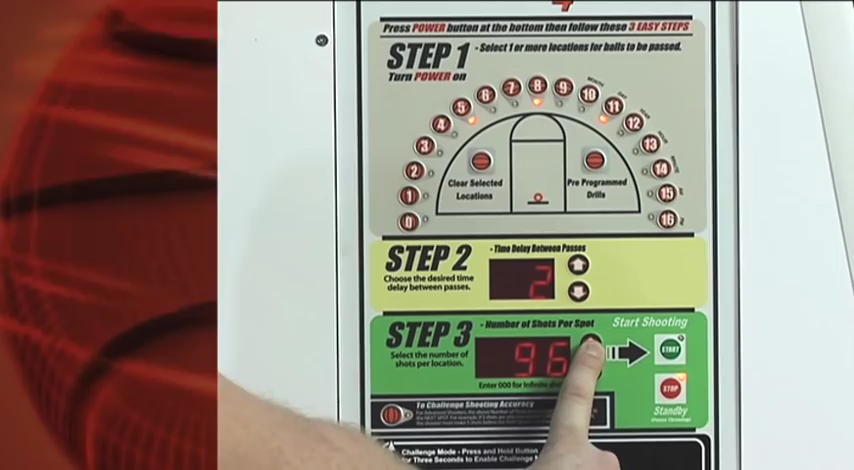 Press POWER button at the bottom then follow these 3 EASY STEPS
STEP 1 - Select 1 or more locations for balls to be passed.
Turn POWER on
0
1
2
3
4
5
6
7
8
9
10
11
12
13
14
15
16
Clear Selected
Locations
Pre Programmed
Drills
STEP 2 - Time Delay Between Passes
Choose the desired time
delay between passes.
2
STEP 3 - Number of Shots Per Spot
Select the number of
shots per location.
96
Enter 000 for Infinite
Start Shooting
START
STOP
Standby
To Challenge Shooting Accuracy
Challenge Mode - Press and Hold Button
for Three Seconds to Enable Challenge